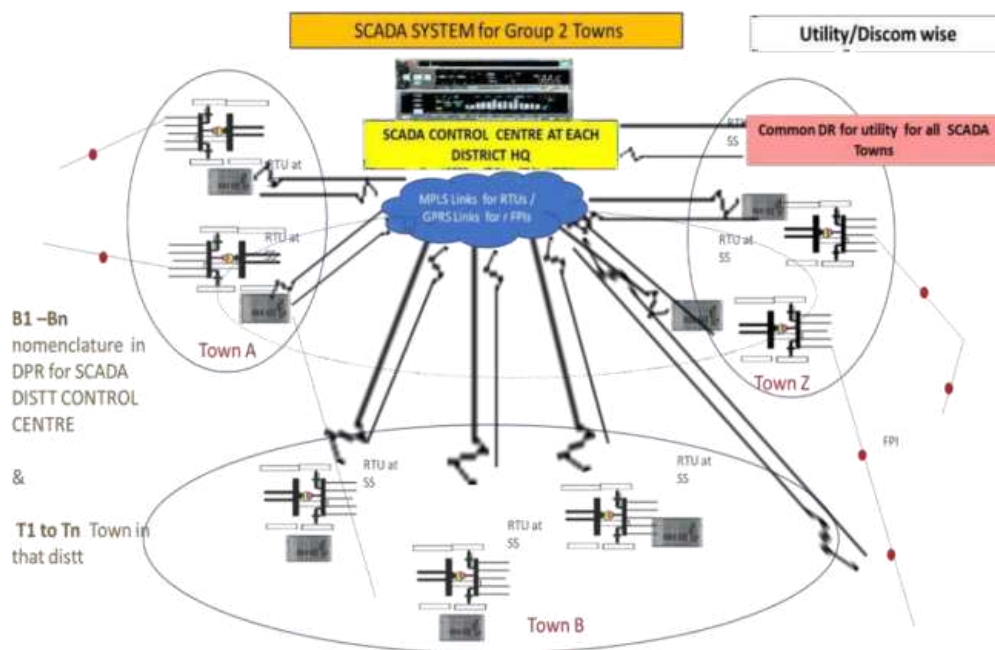 SCADA SYSTEM for Group 2 Towns
Utility/Discom wise
SCADA CONTROL CENTRE AT EACH
DISTRICT HQ
Common DR for utility for all SCADA
Towns
MPLS Links for RTUs /
GPRS Links for r FPIs
RTU at
SS
RTU at
SS
Town A
SS
RTU at
SS
Town Z
B1 –Bn
nomenclature in
DPR for SCADA
DISTT CONTROL
CENTRE
&
T1 to Tn Town in
that distt
FPI
RTU at
SS
RTU at
SS
RTU at
SS
Town B